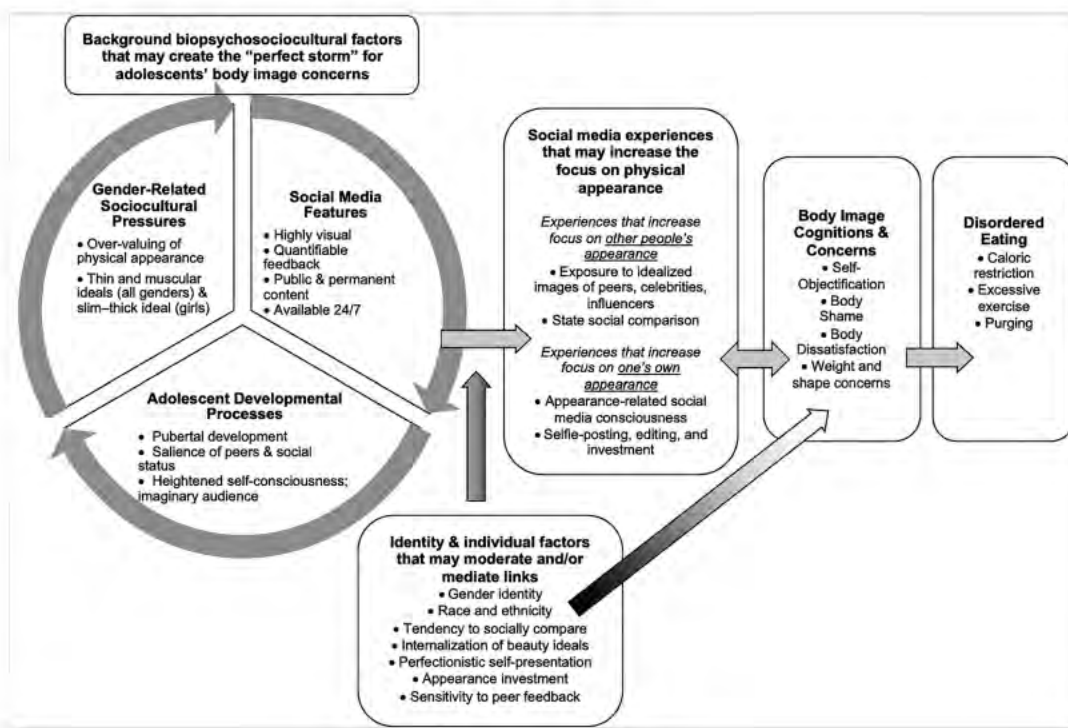 Background biopsychosociocultural factors
that may create the “perfect storm” for
adolescents’ body image concerns
Gender-Related
Sociocultural
Pressures
● Over-valuing of
physical appearance
● Thin and muscular
ideals (all genders) &
slim–thick ideal (girls)
Social Media
Features
● Highly visual
● Quantifiable
feedback
● Public & permanent
content
● Available 24/7
Adolescent Developmental
Processes
● Pubertal development
● Salience of peers & social
status
● Heightened self-consciousness;
imaginary audience
Social media experiences
that may increase the
focus on physical
appearance
Experiences that increase
focus on other people’s
appearance
● Exposure to idealized
images of peers, celebrities,
influencers
● State social comparison
Experiences that increase
focus on one’s own
appearance
● Appearance-related social
media consciousness
● Selfie-posting, editing, and
investment
Body Image
Cognitions &
Concerns
● Self-
Objectification
● Body
Shame
● Body
Dissatisfaction
● Weight and
shape concerns
Disordered
Eating
● Caloric
restriction
● Excessive
exercise
● Purging
Identity & individual factors
that may moderate and/or
mediate links
● Gender identity
● Race and ethnicity
● Tendency to socially compare
● Internalization of beauty ideals
● Perfectionistic self-presentation
● Appearance investment
● Sensitivity to peer feedback